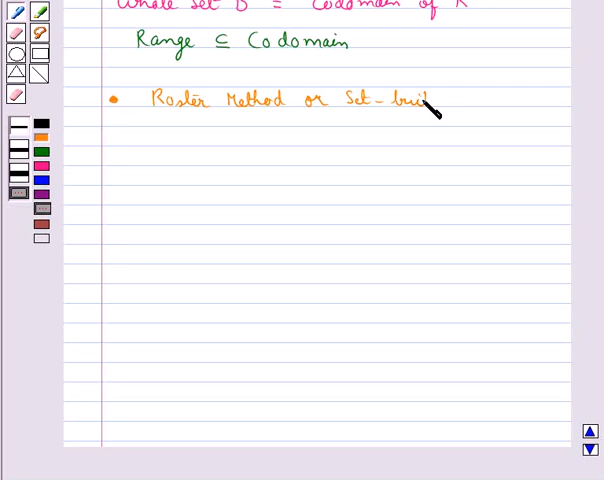 Whole set B = Codomain of R
Range ⊆ Codomain
• Roster Method or Set-buil